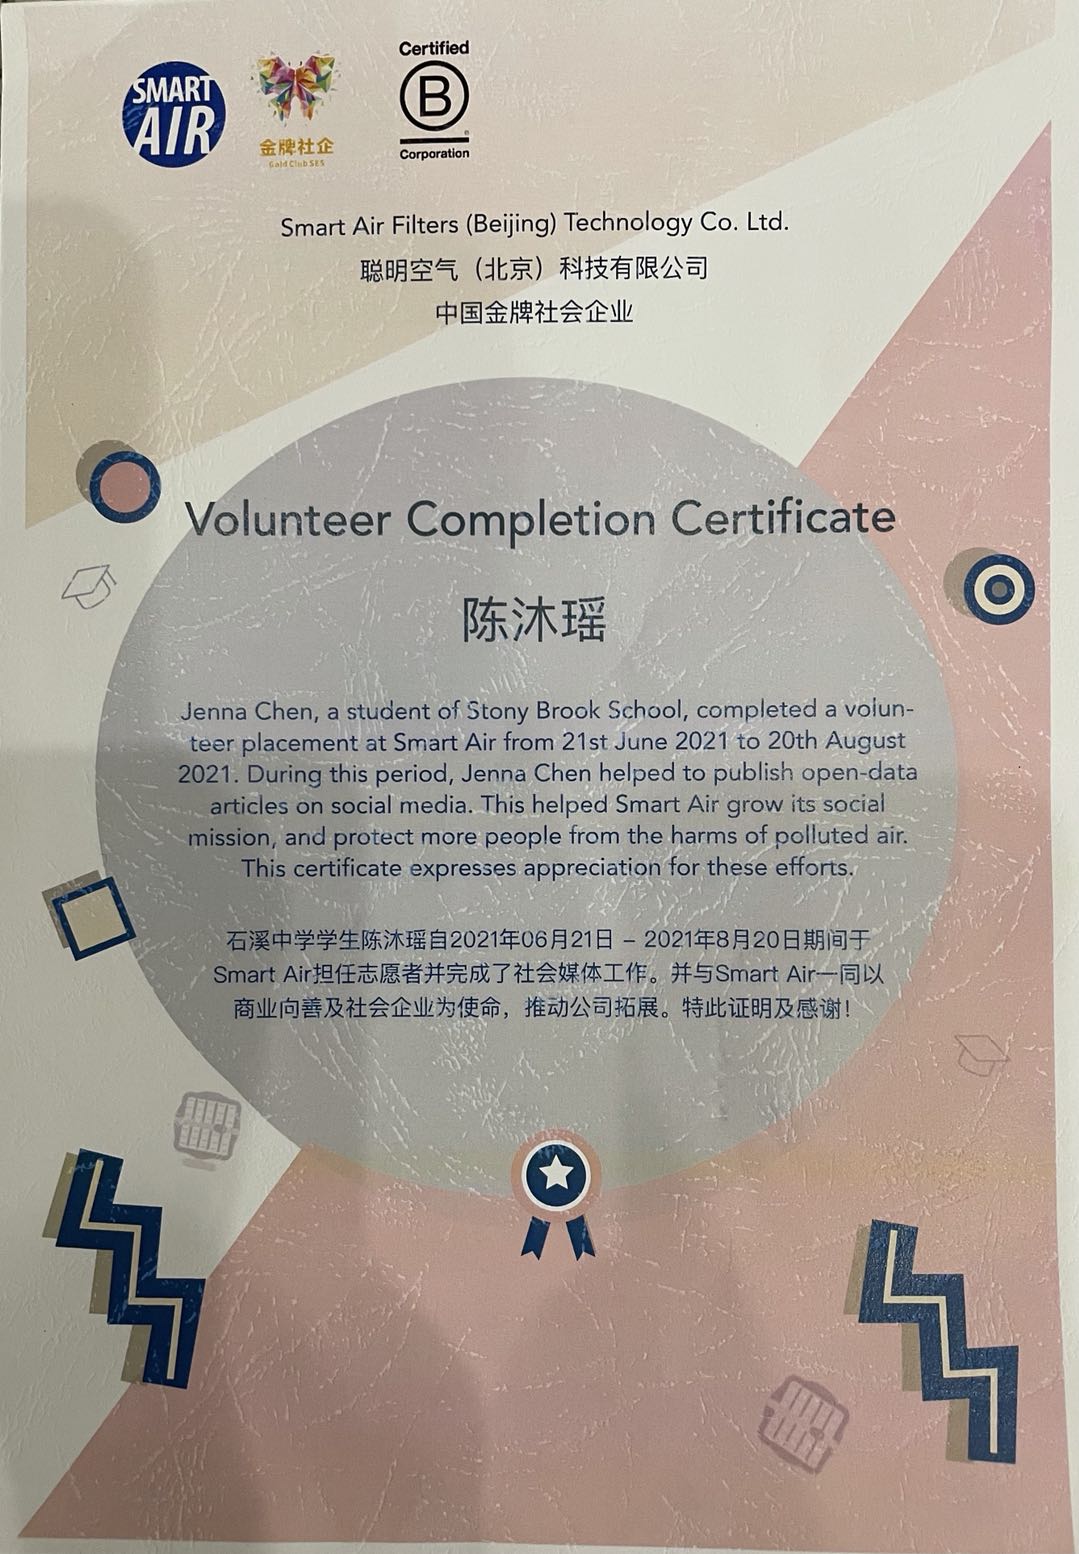 SMART
AIR
金牌社企
Gold Club SES
Certified
B
®
Corporation
Smart Air Filters (Beijing) Technology Co. Ltd.
聪明空气（北京）科技有限公司
中国金牌社会企业
Volunteer Completion Certificate
陈沐瑶
Jenna Chen, a student of Stony Brook School, completed a volun-
teer placement at Smart Air from 21st June 2021 to 20th August
2021. During this period, Jenna Chen helped to publish open-data
articles on social media. This helped Smart Air grow its social
mission, and protect more people from the harms of polluted air.
This certificate expresses appreciation for these efforts.
石溪中学学生陈沐瑶自2021年06月21日 – 2021年8月20日期间于
Smart Air担任志愿者并完成了社会媒体工作。并与Smart Air一同以
商业向善及社会企业为使命，推动公司拓展。特此证明及感谢！